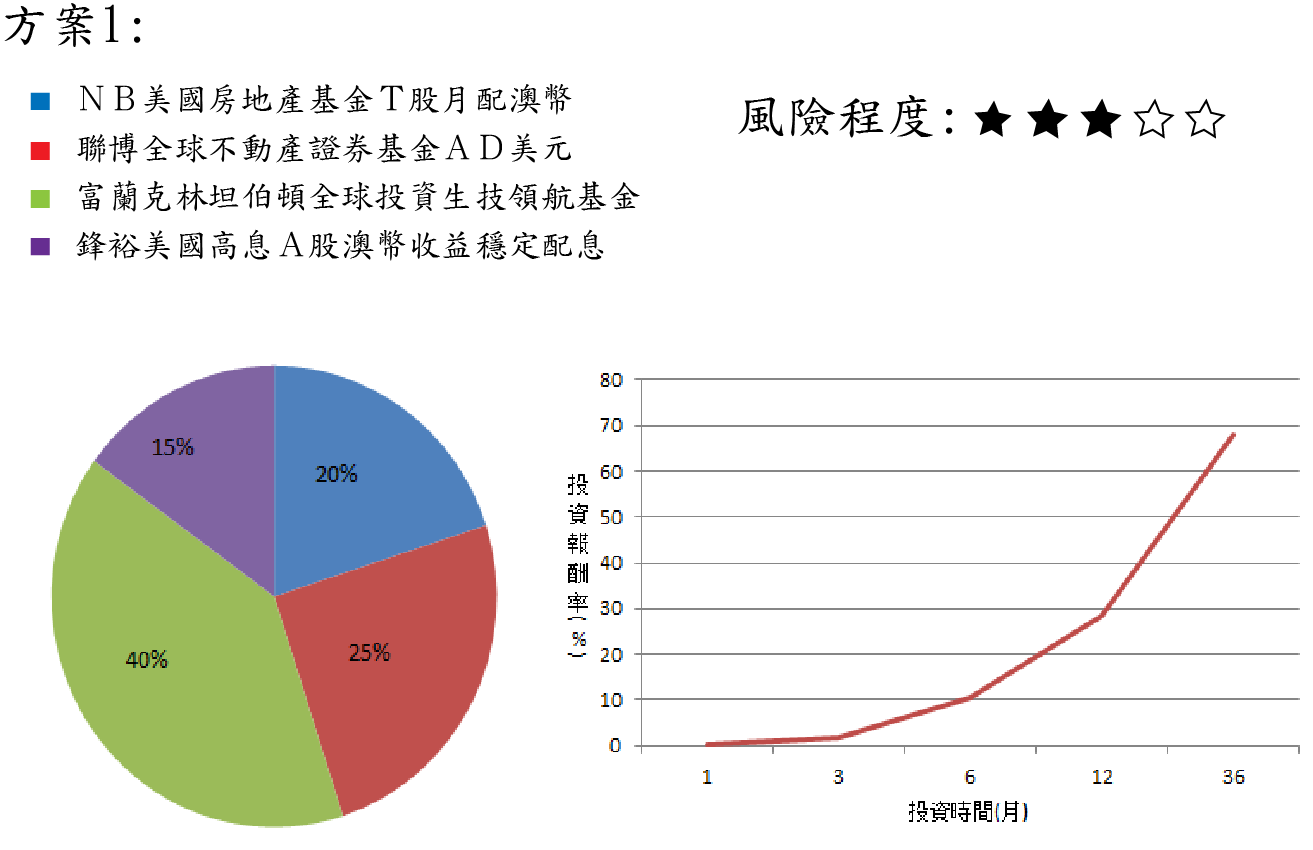 方案1:
ＮＢ美國房地產基金Ｔ股月配澳幣
聯博全球不動產證券基金ＡＤ美元
富蘭克林坦伯頓全球投資生技領航基金
鋒裕美國高息Ａ股澳幣收益穩定配息
風險程度:★★★☆☆
15%
20%
40%
25%
投資報酬率(%)
80
70
60
50
40
30
20
10
0
1 3 6 12 36
投資時間(月)